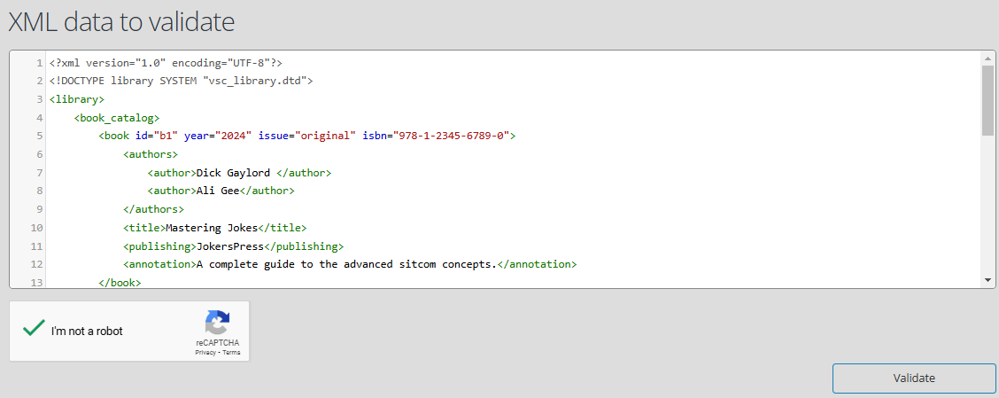 XML data to validate
1 <?xml version="1.0" encoding="UTF-8"?>
2 <!DOCTYPE library SYSTEM "vsc_library.dtd">
3 <library>
4 <book_catalog>
5 <book id="b1" year="2024" issue="original" isbn="978-1-2345-6789-0">
6 <authors>
7 <author>Dick Gaylord </author>
8 <author>Ali Gee</author>
9 </authors>
10 <title>Mastering Jokes</title>
11 <publishing>JokersPress</publishing>
12 <annotation>A complete guide to the advanced sitcom concepts.</annotation>
13 </book>
I'm not a robot
reCAPTCHA
Privacy - Terms
Validate